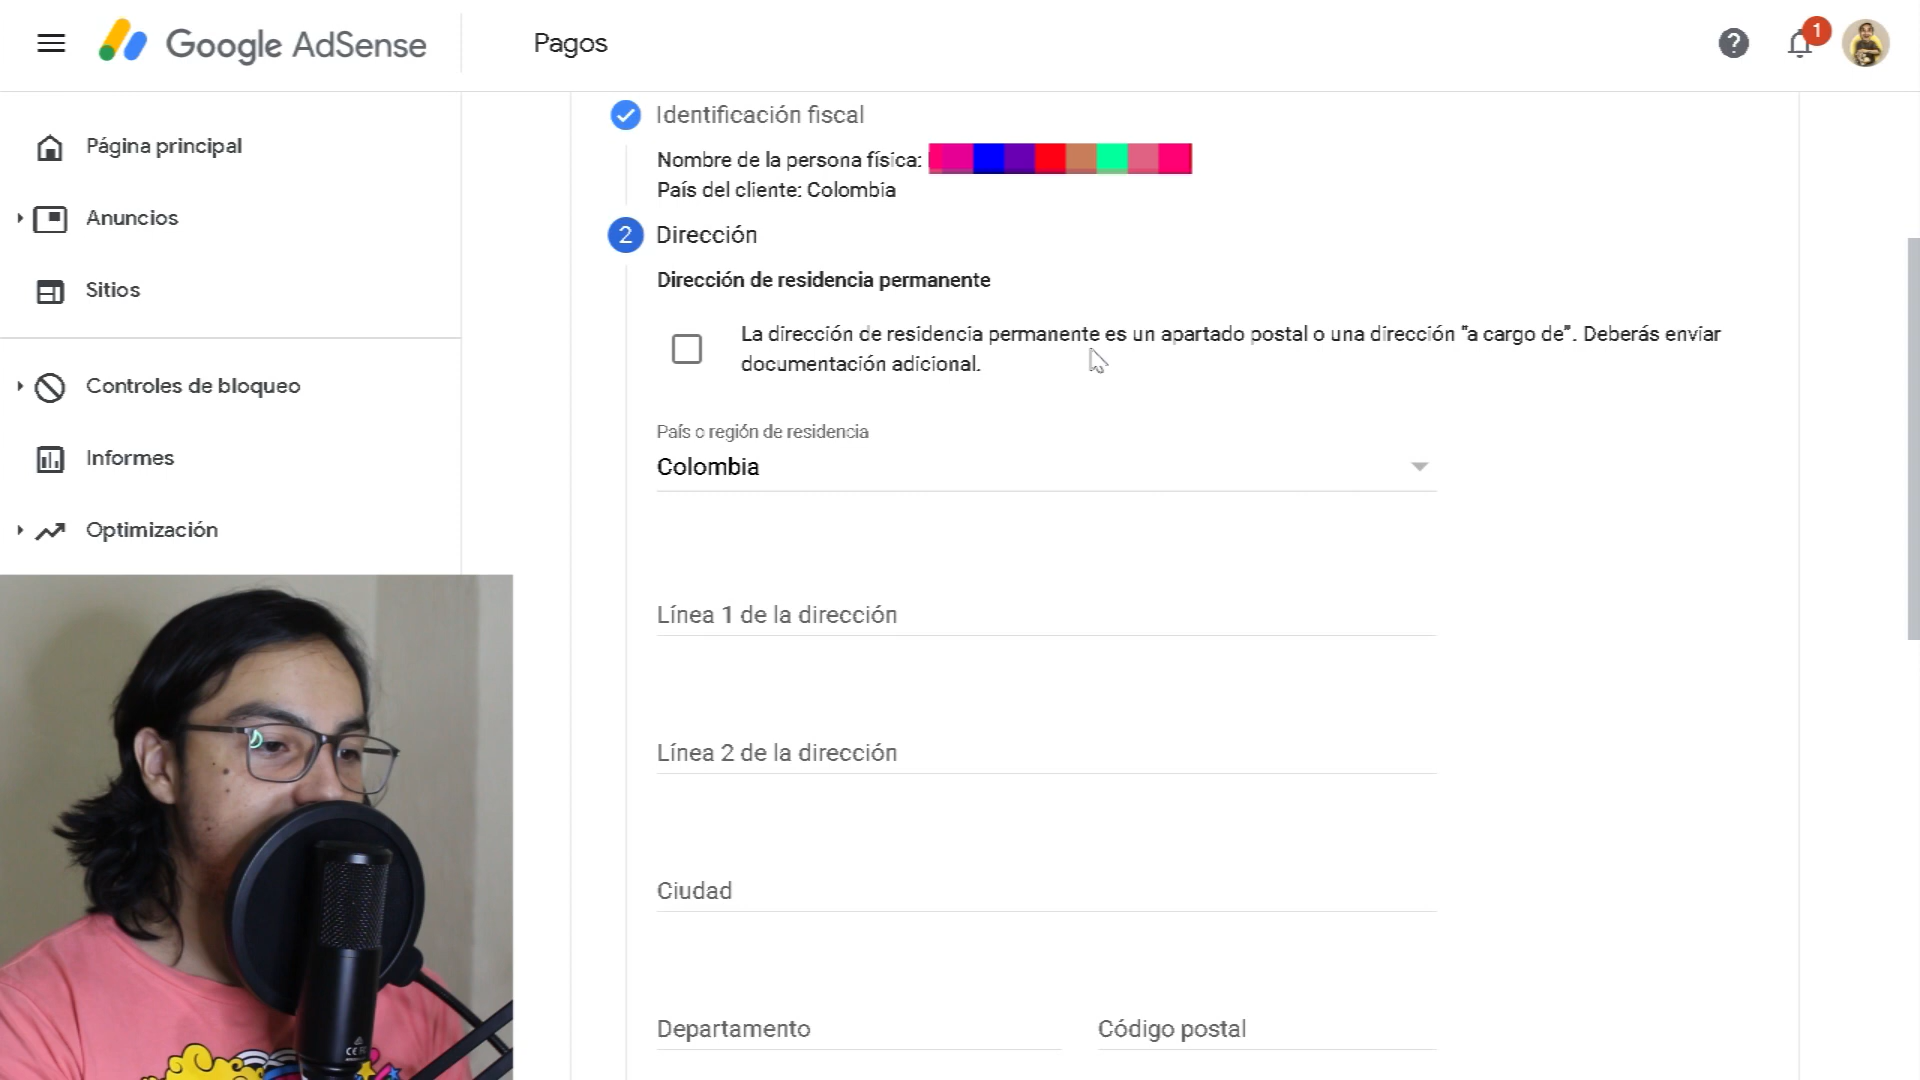 Google AdSense
Pagos
1
Página principal
Anuncios
Sitios
Controles de bloqueo
Informes
Optimización
Identificación fiscal
Nombre de la persona física:
País del cliente: Colombia
2 Dirección
Dirección de residencia permanente
La dirección de residencia permanente es un apartado postal o una dirección "a cargo de". Deberás enviar
documentación adicional.
País o región de residencia
Colombia
Línea 1 de la dirección
Línea 2 de la dirección
Ciudad
Departamento
Código postal